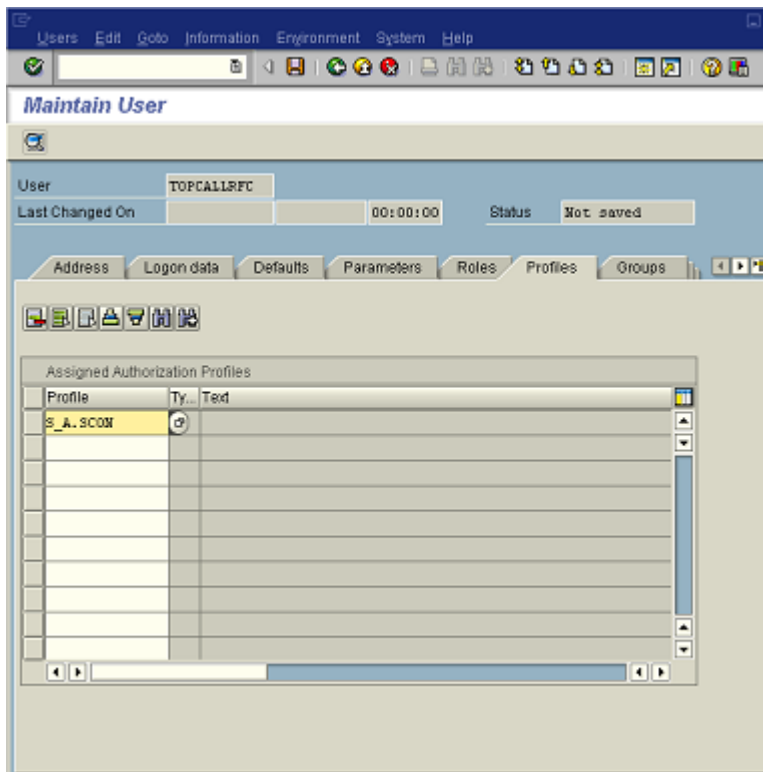 Users Edit Goto Information Environment System Help
Maintain User
User TOPCALLRFC
Last Changed On 00:00:00 Status Not saved
Address Logon data Defaults Parameters Roles Profiles Groups
Assigned Authorization Profiles
Profile Ty... Text
S_A.SCON